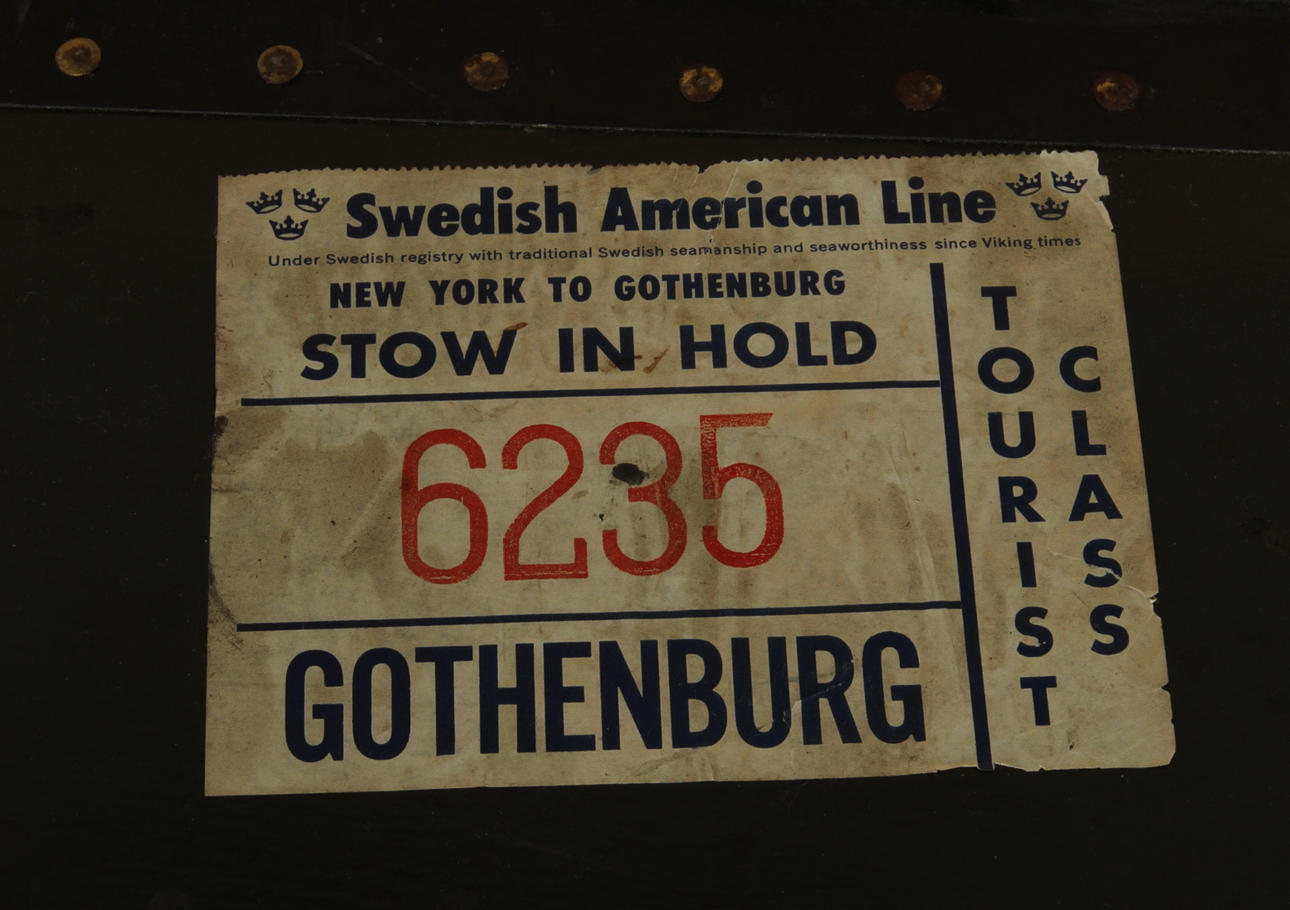 Swedish American Line
Under Swedish registry with traditional Swedish seamanship and seaworthiness since Viking times
NEW YORK TO GOTHENBURG
STOW IN HOLD
6235
GOTHENBURG
TOURIST
CLASS